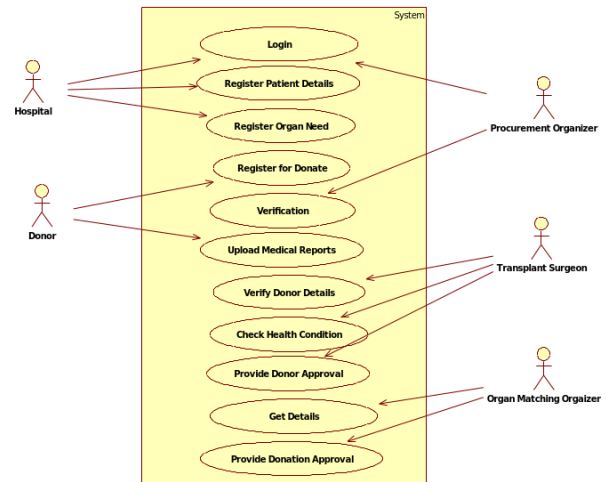 System
Login
Register Patient Details
Hospital
Procurement Organizer
Register Organ Need
Register for Donate
Verification
Donor
Upload Medical Reports
Transplant Surgeon
Verify Donor Details
Check Health Condition
Provide Donor Approval
Organ Matching Orgaizer
Get Details
Provide Donation Approval